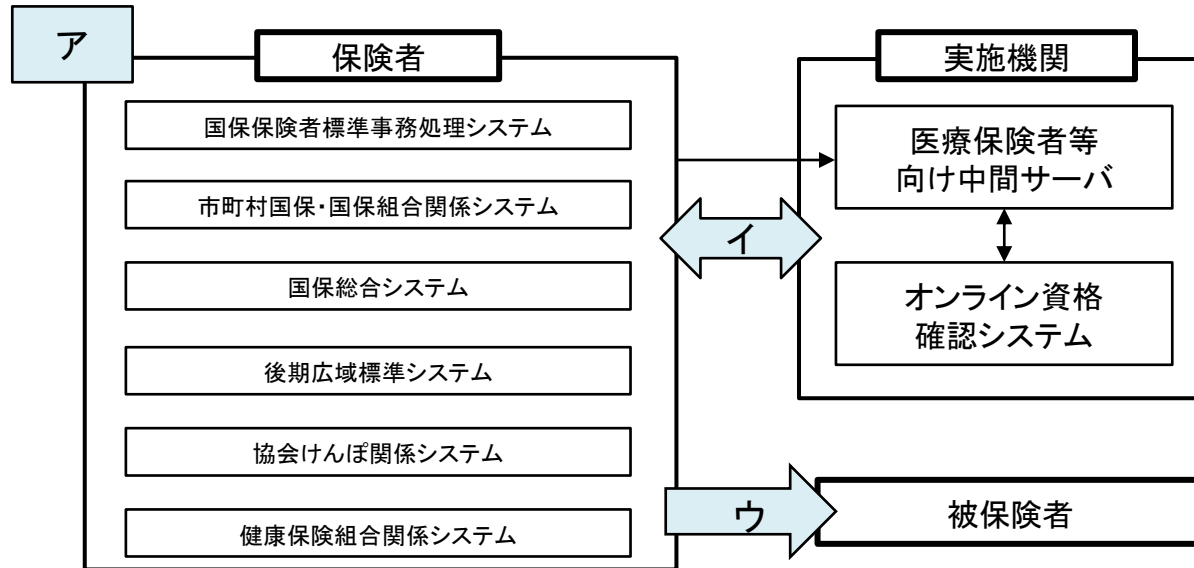 ア
保険者
国保保険者標準事務処理システム
市町村国保・国保組合関係システム
国保総合システム
後期広域標準システム
協会けんぽ関係システム
健康保険組合関係システム
イ
ウ
実施機関
医療保険者等
向け中間サーバ
オンライン資格
確認システム
被保険者